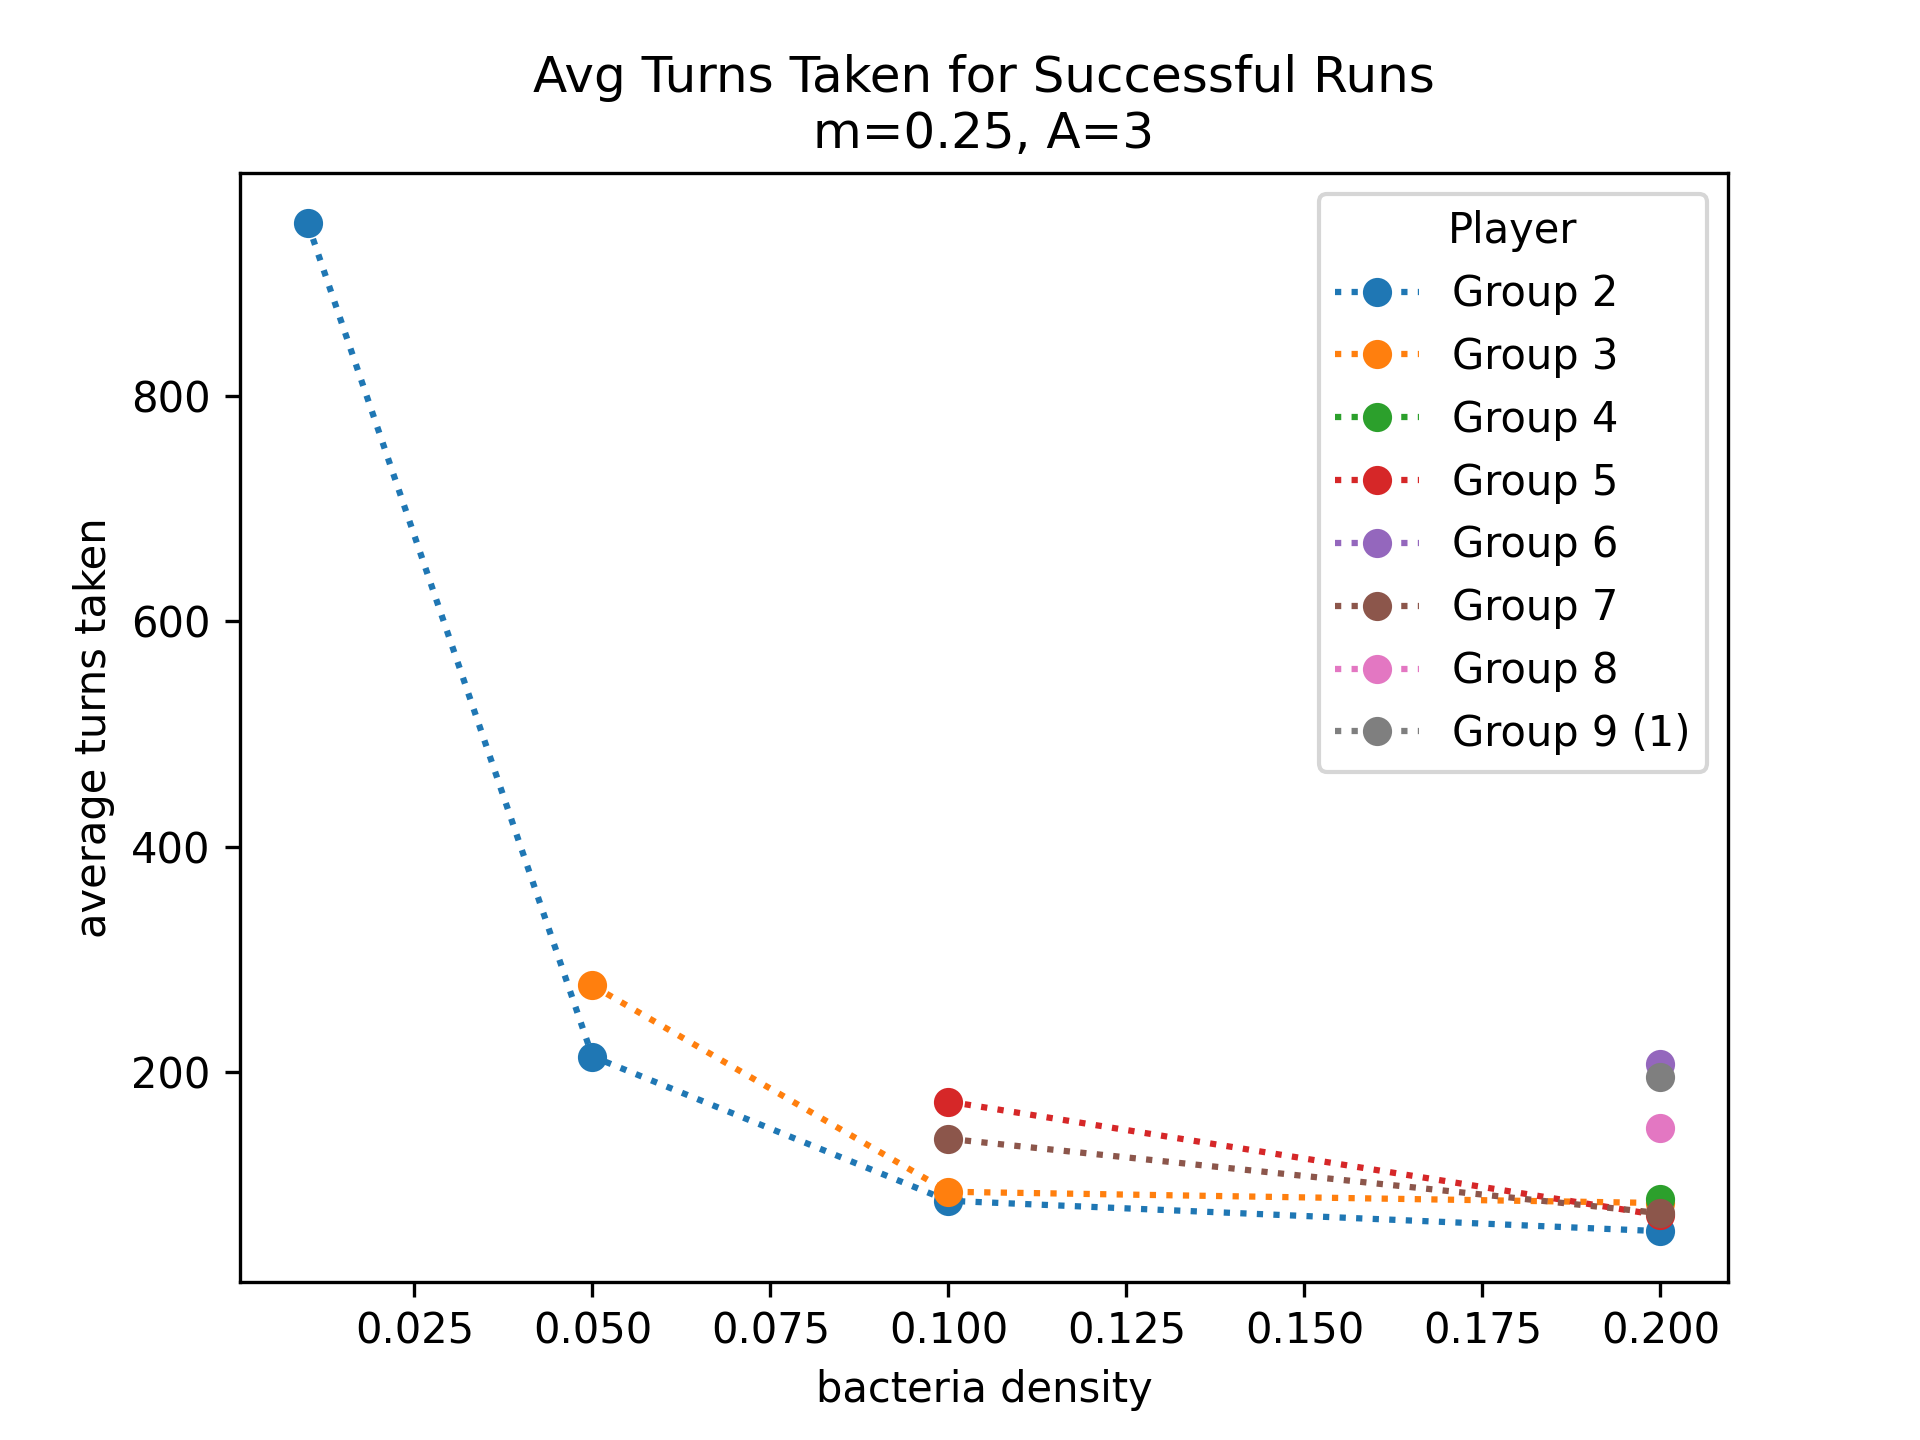 Avg Turns Taken for Successful Runs
m=0.25, A=3
Player
Group 2
Group 3
Group 4
Group 5
Group 6
Group 7
Group 8
Group 9 (1)
average turns taken
800
600
400
200
0.025 0.050 0.075 0.100 0.125 0.150 0.175 0.200
bacteria density